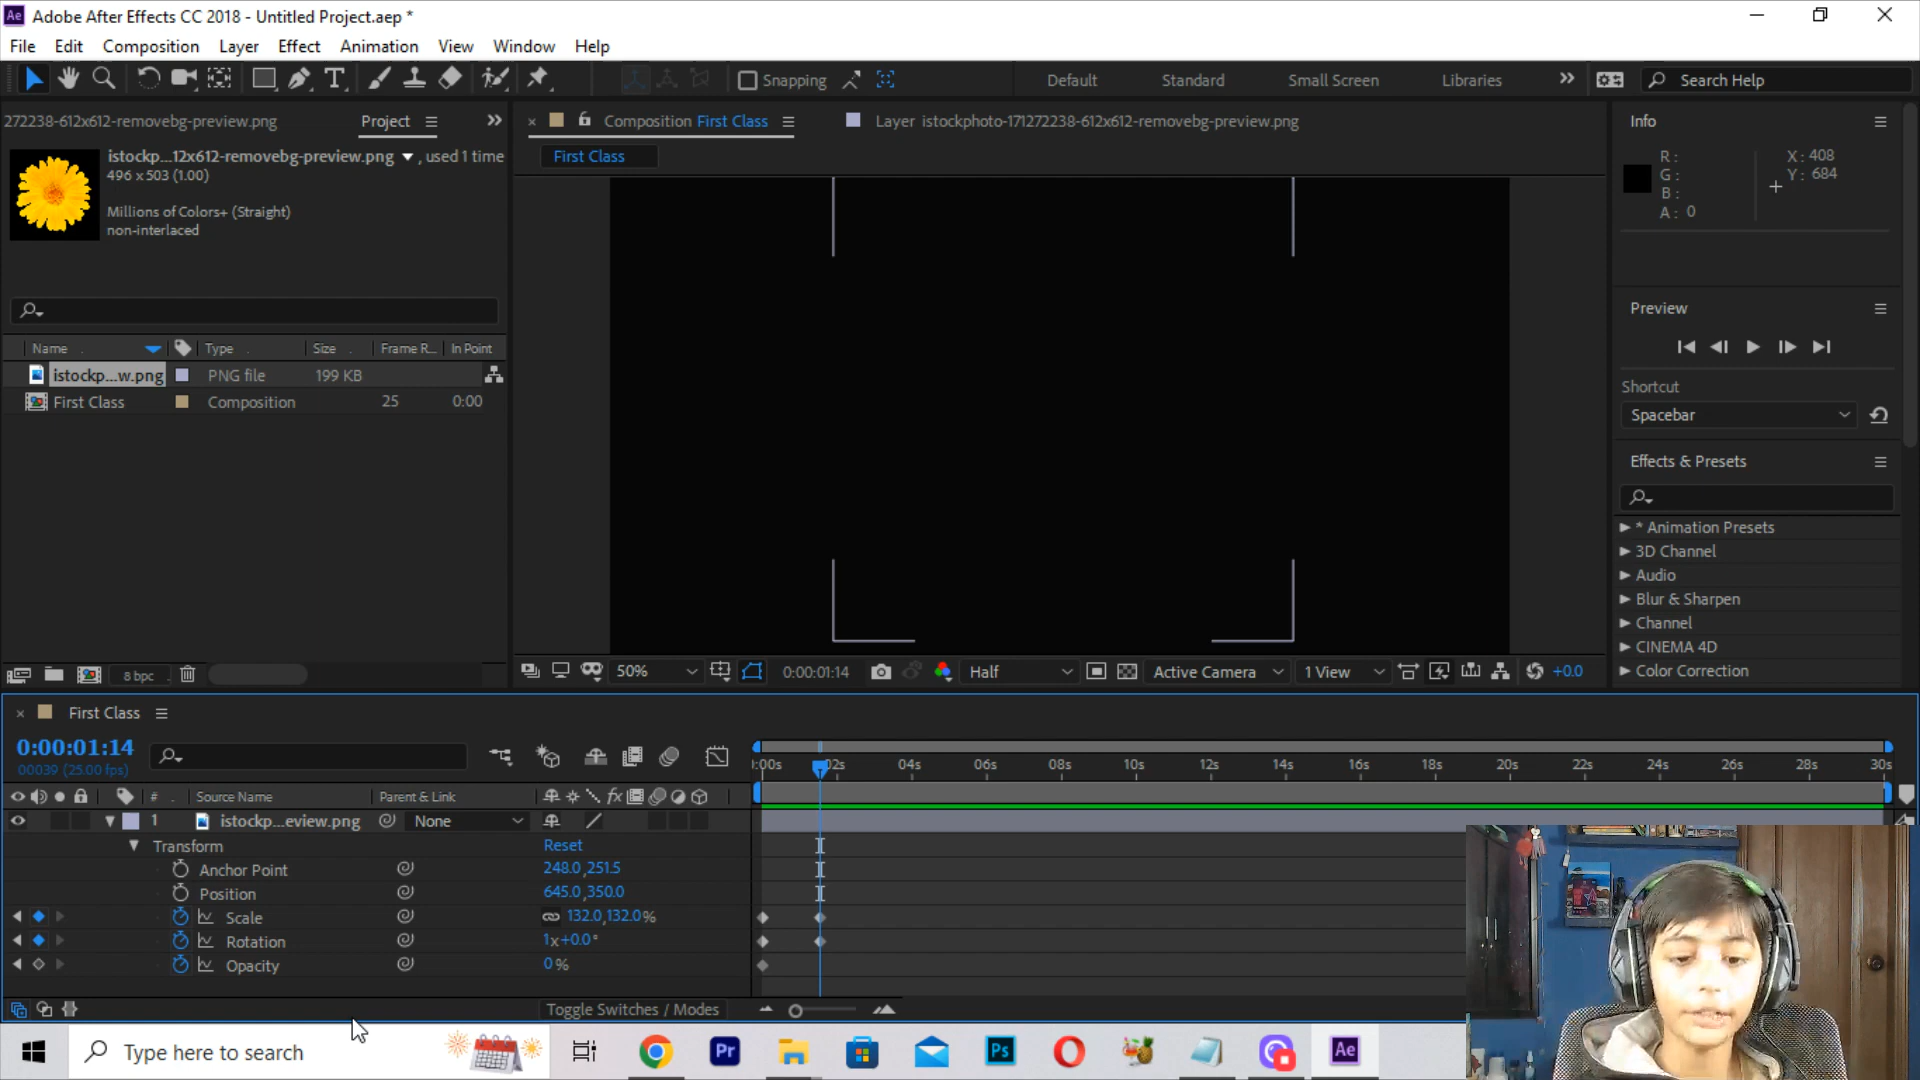 Ae Adobe After Effects CC 2018 - Untitled Project.aep *
File Edit Composition Layer Effect Animation View Window Help
Snapping Default Standard Small Screen Libraries Search Help
272238-612x612-removebg-preview.png Project
istockp...12x612-removebg-preview.png , used 1 time
496 x 503 (1.00)
Millions of Colors+ (Straight)
non-interlaced
Name Type Size Frame R... In Point
istockp...w.png PNG file 199 KB
First Class Composition 25 0:00
8 bpc
Composition First Class Layer istockphoto-171272238-612x612-removebg-preview.png
First Class
50% 0:00:01:14 Half Active Camera 1 View +0.0
Info
R: X: 408
G: Y: 684
B:
A: 0
Preview
Shortcut
Spacebar
Effects & Presets
* Animation Presets
3D Channel
Audio
Blur & Sharpen
Channel
CINEMA 4D
Color Correction
First Class
0:00:01:14
00039 (25.00 fps)
:00s 02s 04s 06s 08s 10s 12s 14s 16s 18s 20s 22s 24s 26s 28s 30s
# Source Name Parent & Link
1 istockp...eview.png None
Transform Reset
Anchor Point 248.0,251.5
Position 645.0,350.0
Scale 132.0,132.0%
Rotation 1x+0.0°
Opacity 0%
Toggle Switches / Modes
Type here to search Pr Ps Ae